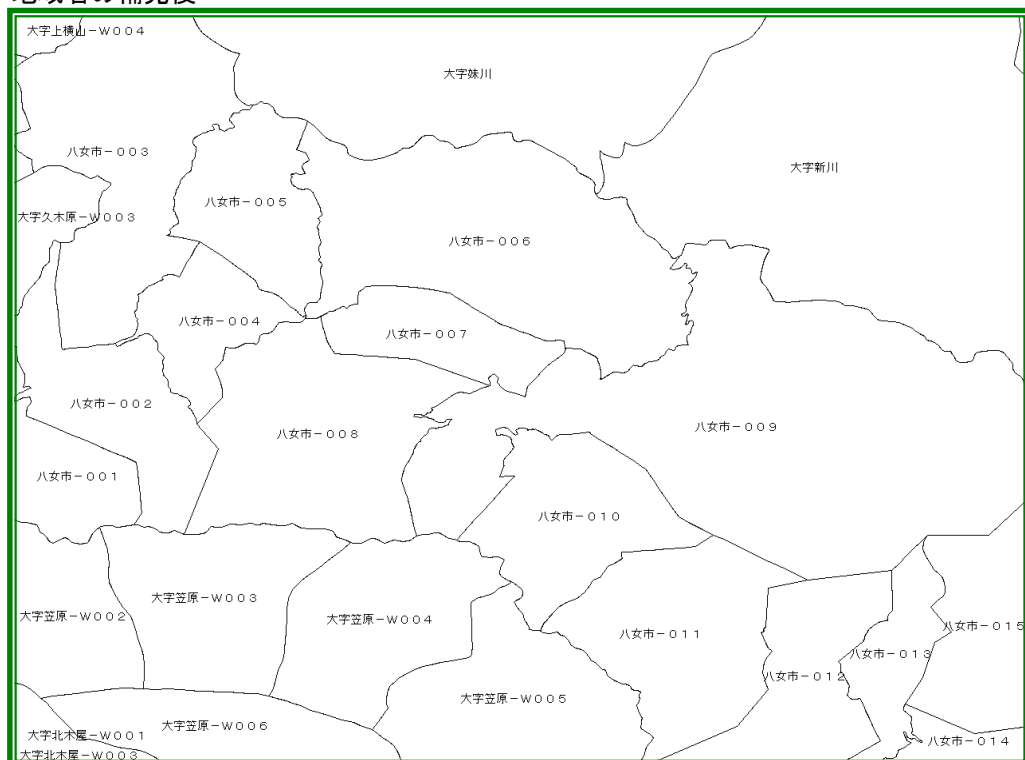 大字上横山－W００４
大字妹川
八女市－００３
大字新川
八女市－００５
大字久木原－W００３
八女市－００６
八女市－００４
八女市－００７
八女市－００２
八女市－００９
八女市－００８
八女市－００１
八女市－０１０
大字笠原－W００３
大字笠原－W００２
大字笠原－W００４
八女市－０１５
八女市－０１１
八女市－０１３
八女市－０１２
大字笠原－W００５
大字笠原－W００６
大字北木屋－W００１
八女市－０１４
大字北木屋－W００３